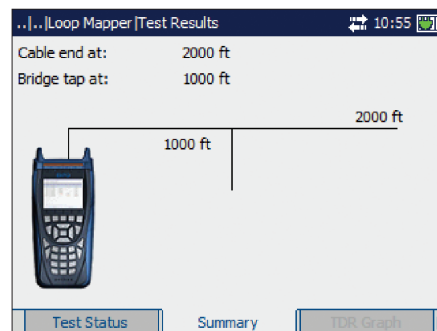 ..|..|Loop Mapper|Test Results 10:55
Cable end at: 2000 ft
Bridge tap at: 1000 ft
2000 ft
1000 ft
Test Status Summary TDR Graph